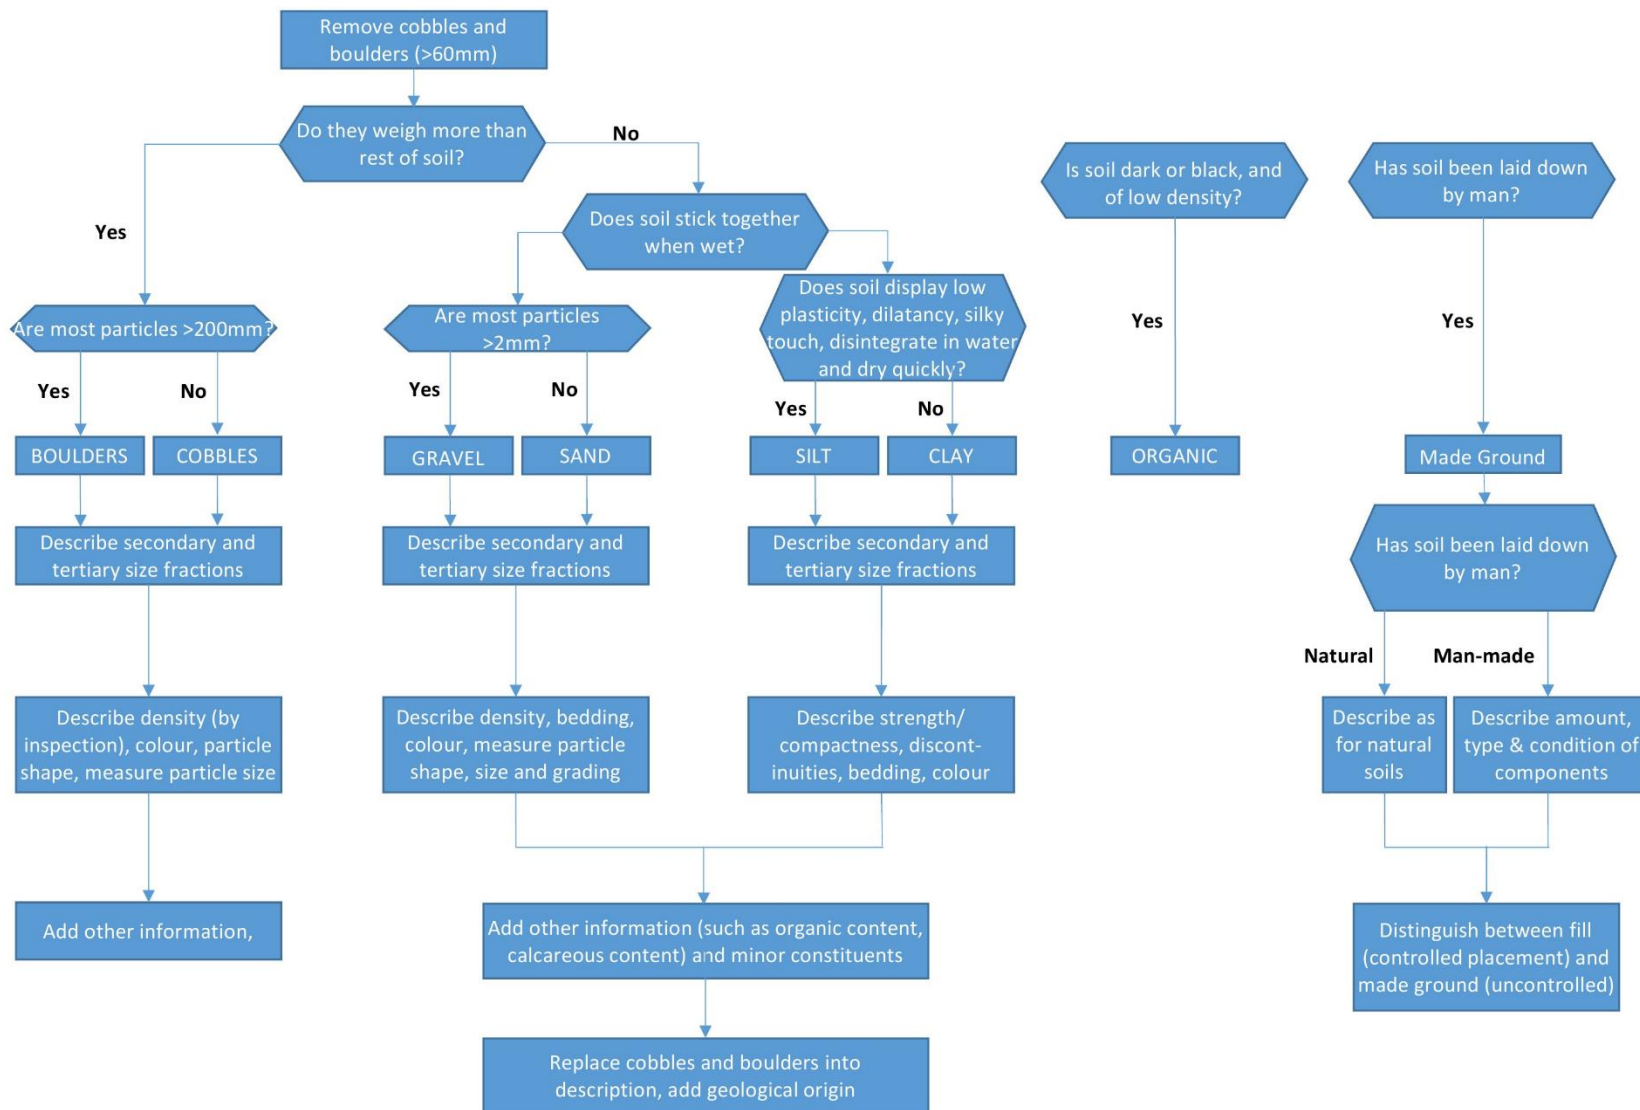 Remove cobbles and
boulders (>60mm)
Do they weigh more than
rest of soil?
No
Yes
Does soil stick together
when wet?
Are most particles >200mm?
Yes
No
BOULDERS
COBBLES
Describe secondary and
tertiary size fractions
Describe density (by
inspection), colour, particle
shape, measure particle size
Add other information,
Are most particles
>2mm?
Yes
No
GRAVEL
SAND
Describe secondary and
tertiary size fractions
Describe density, bedding,
colour, measure particle
shape, size and grading
Does soil display low
plasticity, dilatancy, silky
touch, disintegrate in water
and dry quickly?
Yes
No
SILT
CLAY
Describe secondary and
tertiary size fractions
Describe strength/
compactness, discont-
inuities, bedding, colour
Add other information (such as organic content,
calcareous content) and minor constituents
Replace cobbles and boulders into
description, add geological origin
Is soil dark or black, and
of low density?
Yes
ORGANIC
Has soil been laid down
by man?
Yes
Made Ground
Has soil been laid down
by man?
Natural
Man-made
Describe as
for natural
soils
Describe amount,
type & condition of
components
Distinguish between fill
(controlled placement) and
made ground (uncontrolled)